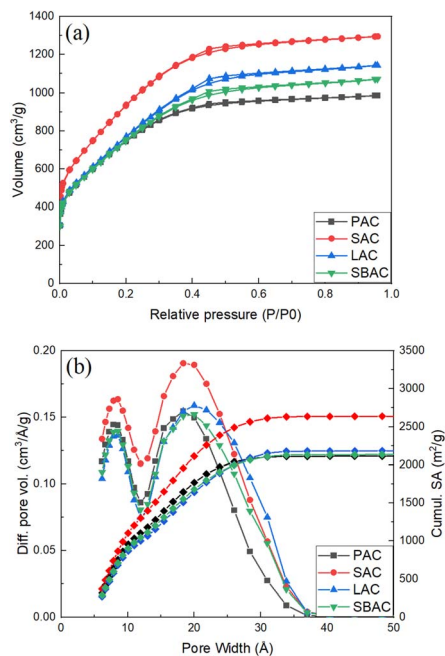 (a)
1400
1200
1000
800
600
400
200
0
Volume (cm³/g)
0.0 0.2 0.4 0.6 0.8 1.0
Relative pressure (P/P0)
PAC
SAC
LAC
SBAC
(b)
0.20
0.15
0.10
0.05
0.00
Diff. pore vol. (cm³/Å/g)
3500
3000
2500
2000
1500
1000
500
0
Cumul. SA (m²/g)
0 10 20 30 40 50
Pore Width (Å)
PAC
SAC
LAC
SBAC